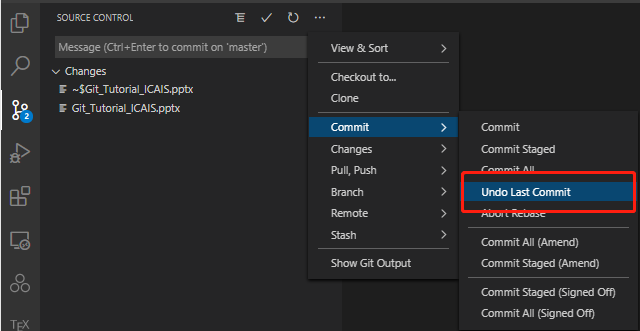 SOURCE CONTROL
Message (Ctrl+Enter to commit on 'master')
Changes
~$Git_Tutorial_ICAIS.pptx
Git_Tutorial_ICAIS.pptx
2
TEX
View & Sort
Checkout to...
Clone
Commit
Changes
Pull, Push
Branch
Remote
Stash
Show Git Output
Commit
Commit Staged
Commit All
Undo Last Commit
Abort Rebase
Commit All (Amend)
Commit Staged (Amend)
Commit Staged (Signed Off)
Commit All (Signed Off)